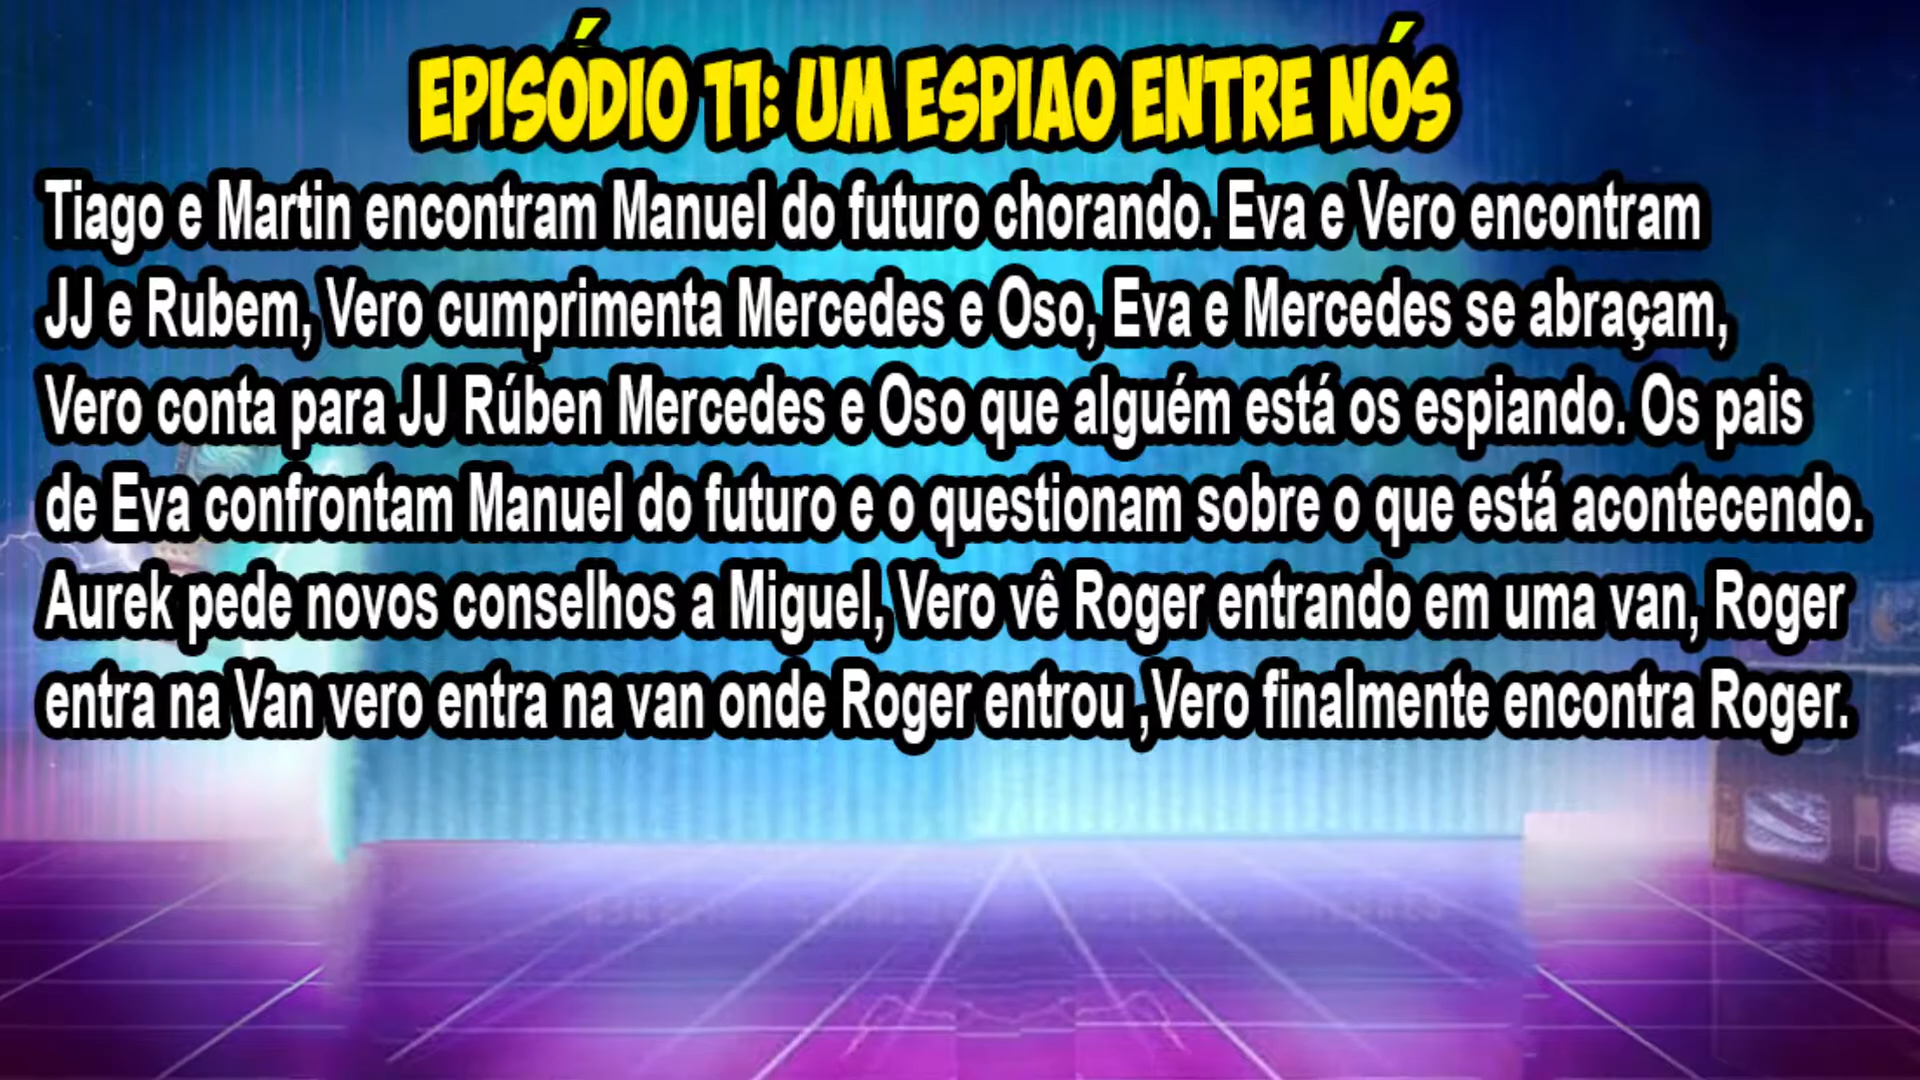 EPISÓDIO 11: UM ESPIAO ENTRE NÓS
Tiago e Martin encontram Manuel do futuro chorando. Eva e Vero encontram
JJ e Rubem, Vero cumprimenta Mercedes e Oso, Eva e Mercedes se abraçam,
Vero conta para JJ Rúben Mercedes e Oso que alguém está os espiando. Os pais
de Eva confrontam Manuel do futuro e o questionam sobre o que está acontecendo.
Aurek pede novos conselhos a Miguel, Vero vê Roger entrando em uma van, Roger
entra na Van vero entra na van onde Roger entrou ,Vero finalmente encontra Roger.